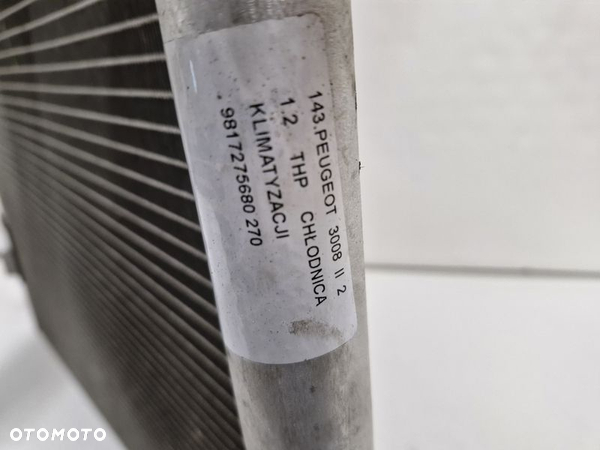 143.PEUGEOT 3008 II 2
1.2 THP CHŁODNICA
KLIMATYZACJI
9817275680 270
OTOMOTO